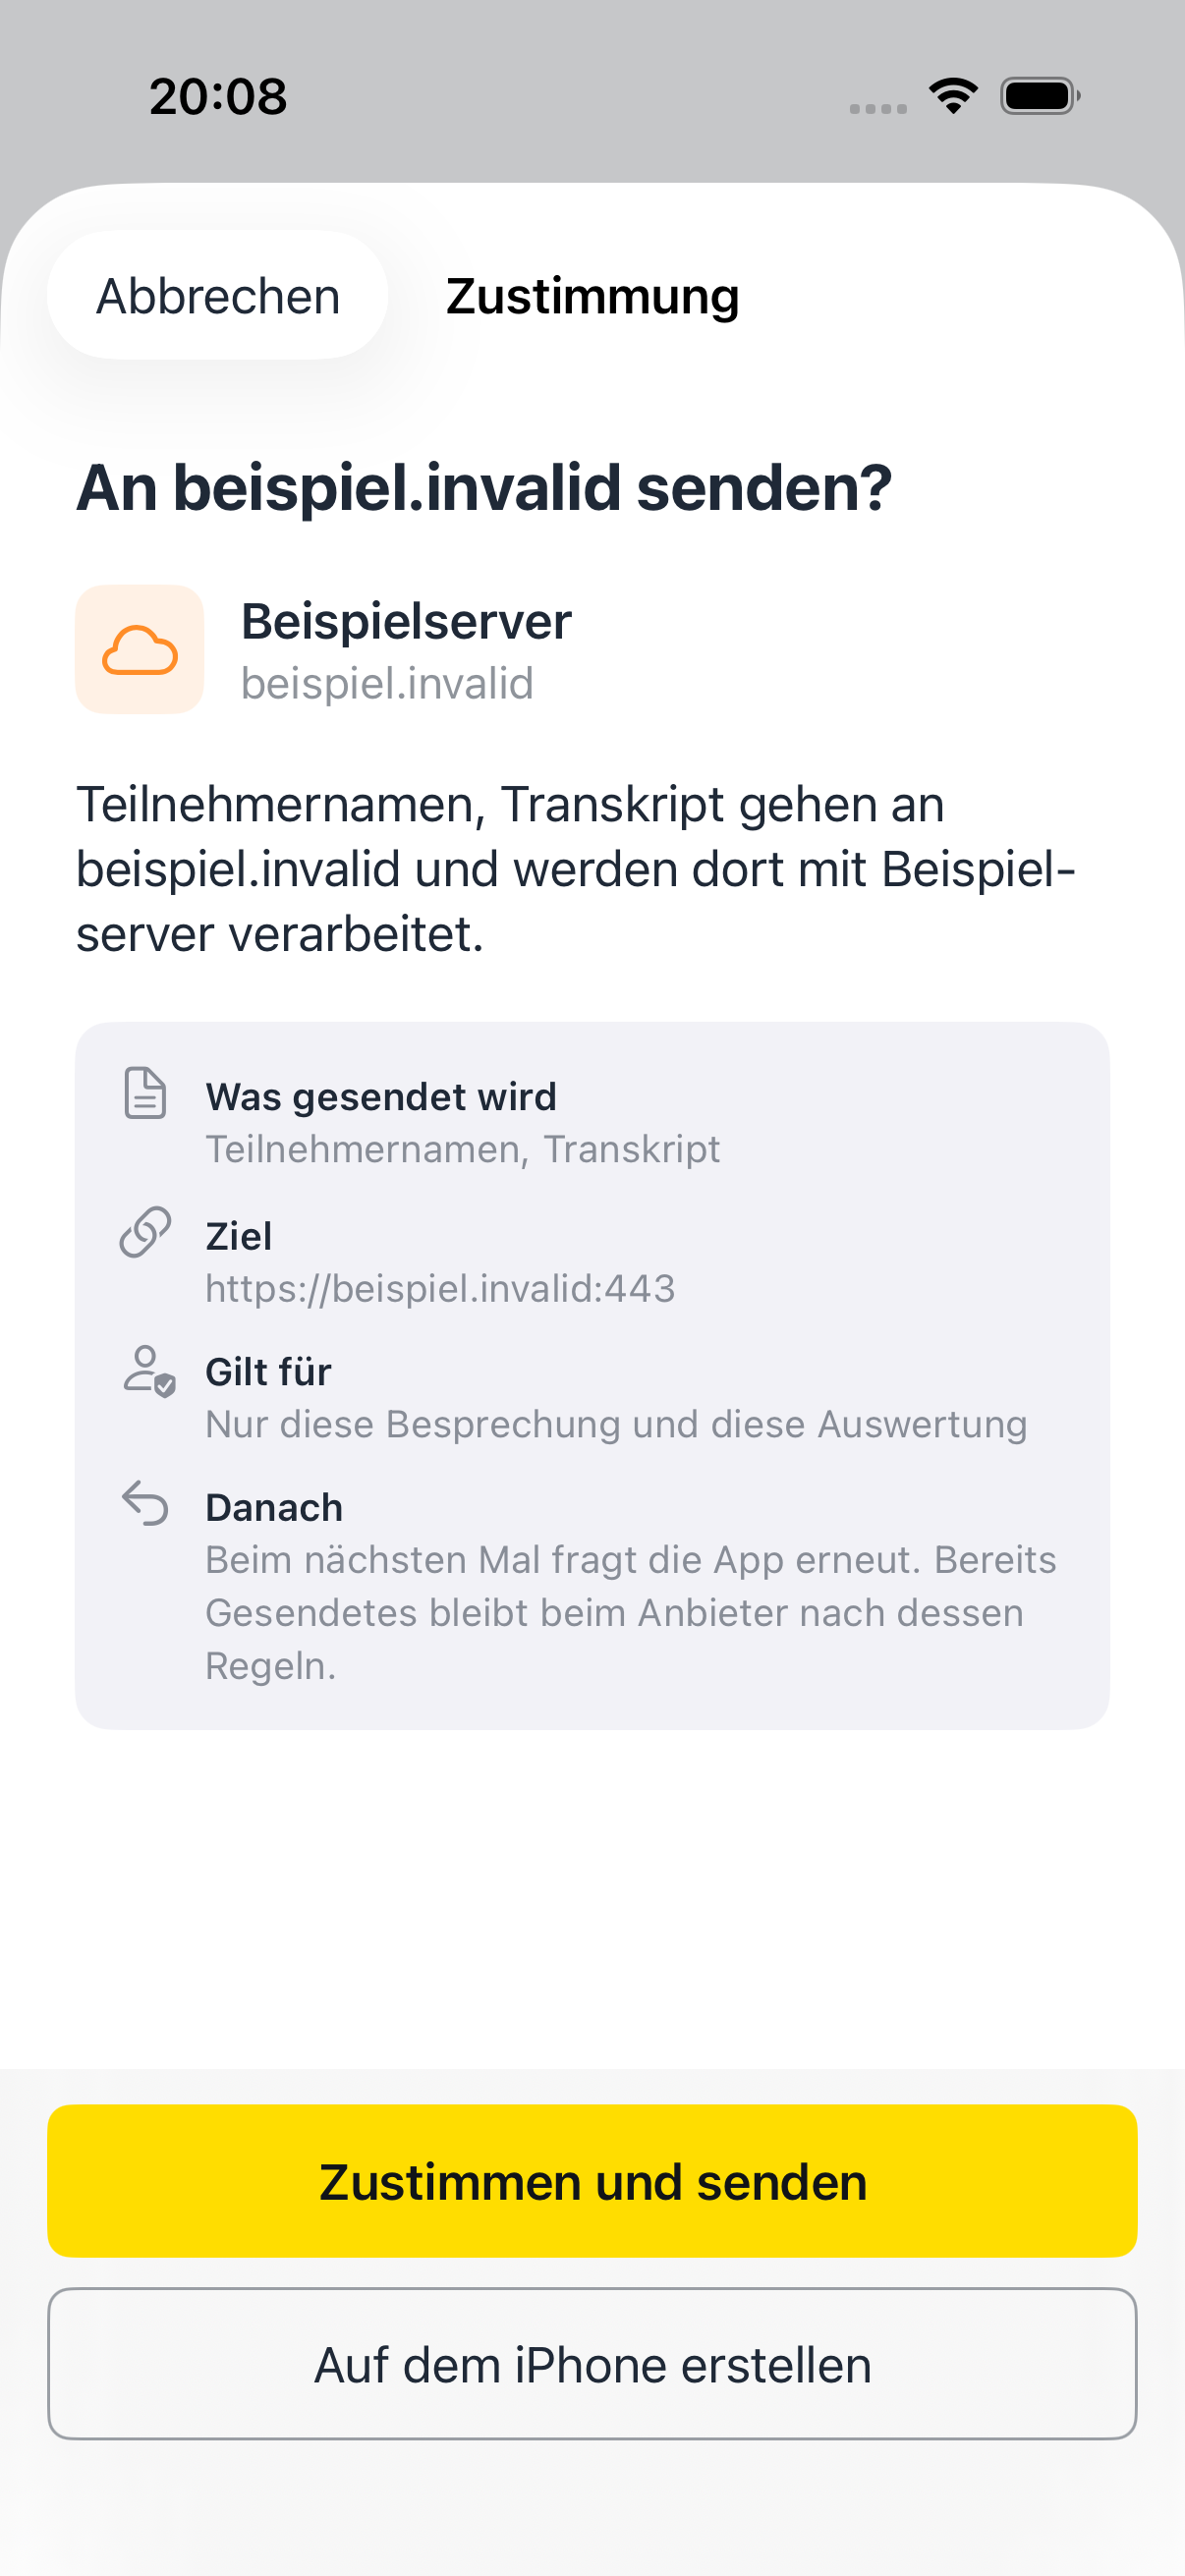 20:08
Abbrechen
Zustimmung
An beispiel.invalid senden?
Beispielserver
beispiel.invalid
Teilnehmernamen, Transkript gehen an
beispiel.invalid und werden dort mit Beispiel-
server verarbeitet.
Was gesendet wird
Teilnehmernamen, Transkript
Ziel
https://beispiel.invalid:443
Gilt für
Nur diese Besprechung und diese Auswertung
Danach
Beim nächsten Mal fragt die App erneut. Bereits
Gesendetes bleibt beim Anbieter nach dessen
Regeln.
Zustimmen und senden
Auf dem iPhone erstellen